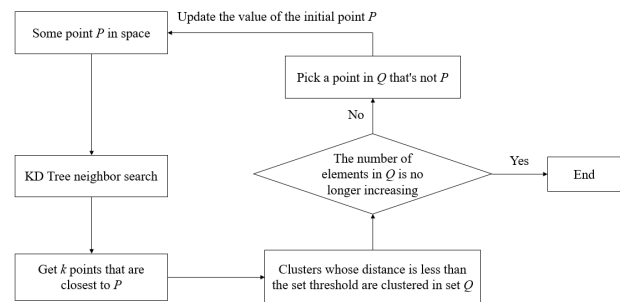 Update the value of the initial point P
Some point P in space
Pick a point in Q that's not P
No
KD Tree neighbor search
The number of
elements in Q is no
longer increasing
Yes
End
Get k points that are
closest to P
Clusters whose distance is less than
the set threshold are clustered in set Q